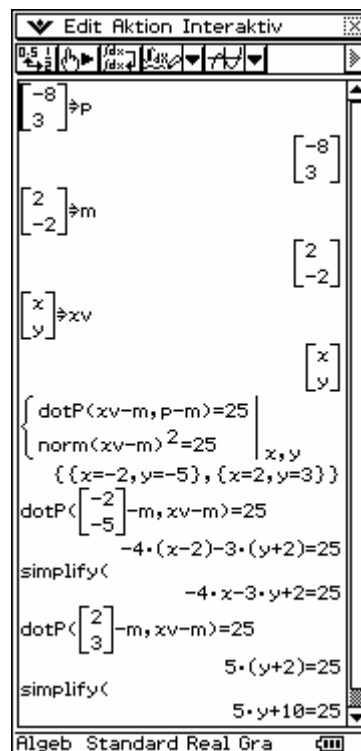 Edit Aktion Interaktiv
[-8
3]⇒p
[-8
3]
[2
-2]⇒m
[2
-2]
[x
y]⇒xv
[x
y]
{dotP(xv-m,p-m)=25
norm(xv-m)²=25|x,y
{{x=-2,y=-5},{x=2,y=3}}
dotP([-2
-5]-m,xv-m)=25
-4·(x-2)-3·(y+2)=25
simplify(
-4·x-3·y+2=25
dotP([2
3]-m,xv-m)=25
5·(y+2)=25
simplify(
5·y+10=25
Algeb Standard Real Gra